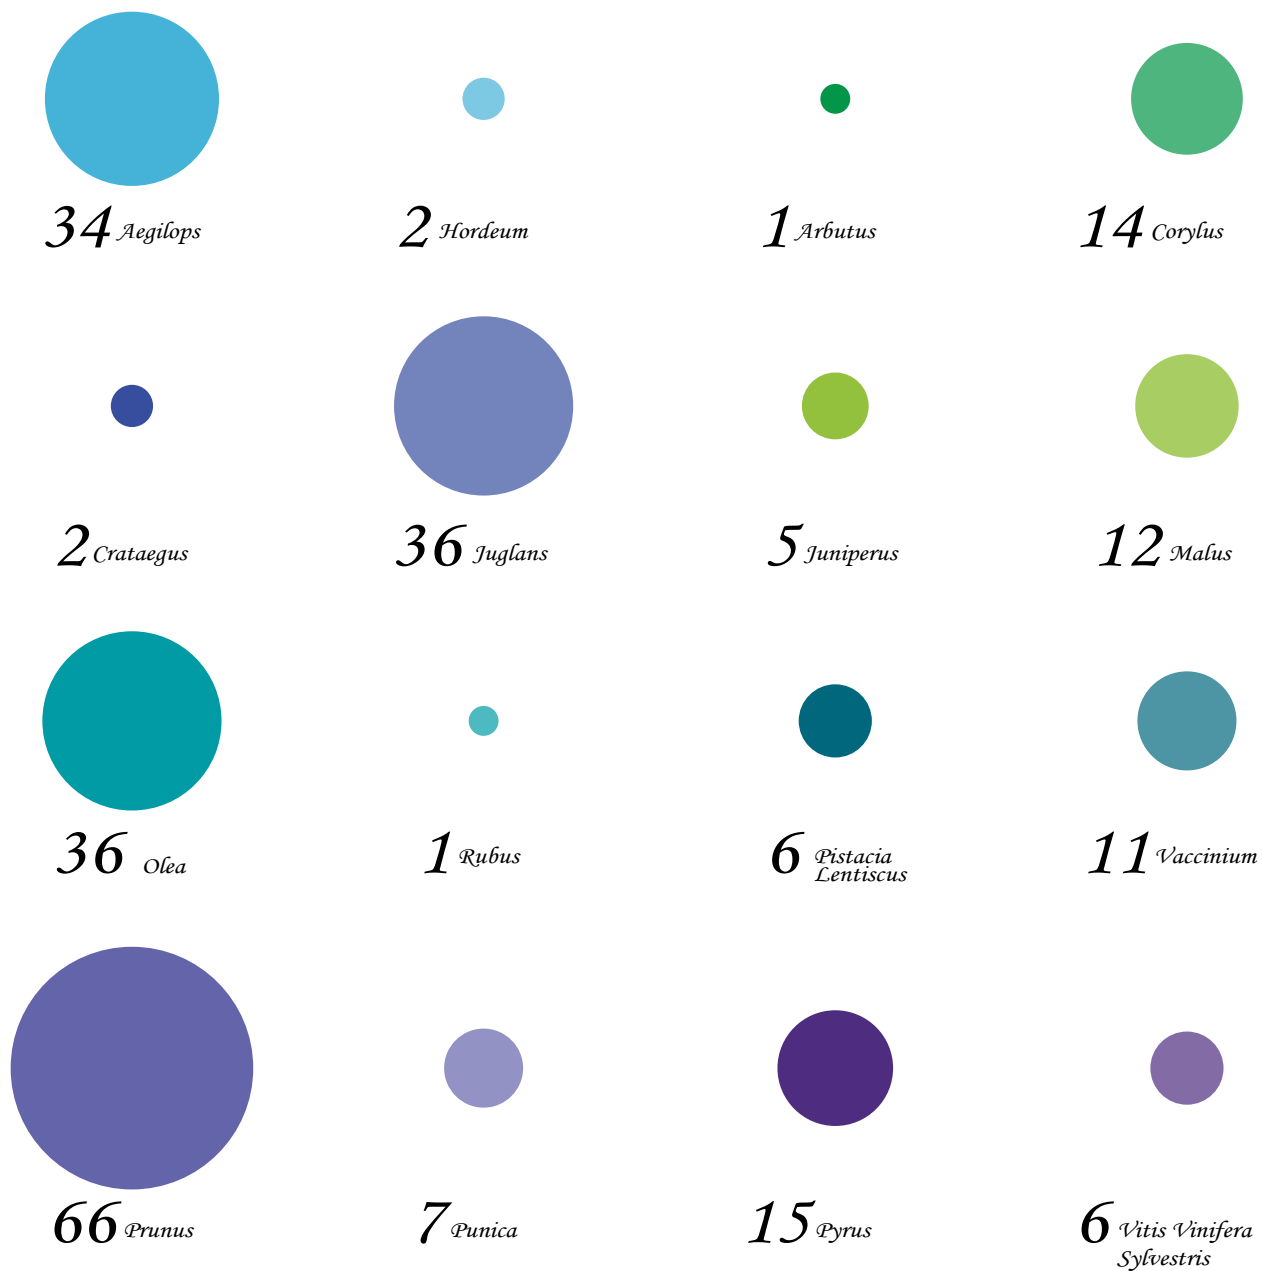 34 Aegilops
2 Hordeum
1 Arbutus
14 Corylus
2 Crataegus
36 Juglans
5 Juniperus
12 Malus
36 Olea
1 Rubus
6 Pistacia
Lentiscus
11 Vaccinium
66 Prunus
7 Punica
15 Pyrus
6 Vitis Vinifera
Sylvestris